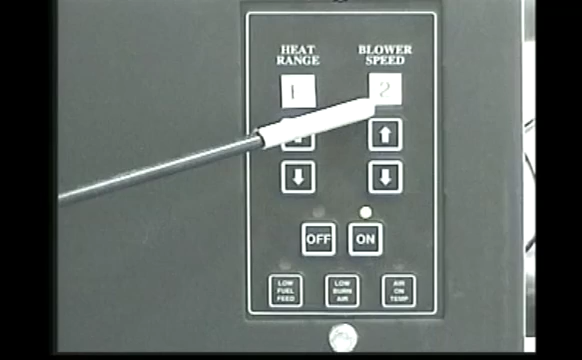 HEAT RANGE
BLOWER SPEED
1
2
OFF
ON
LOW FUEL FEED
LOW BURN AIR
AIR ON TEMP